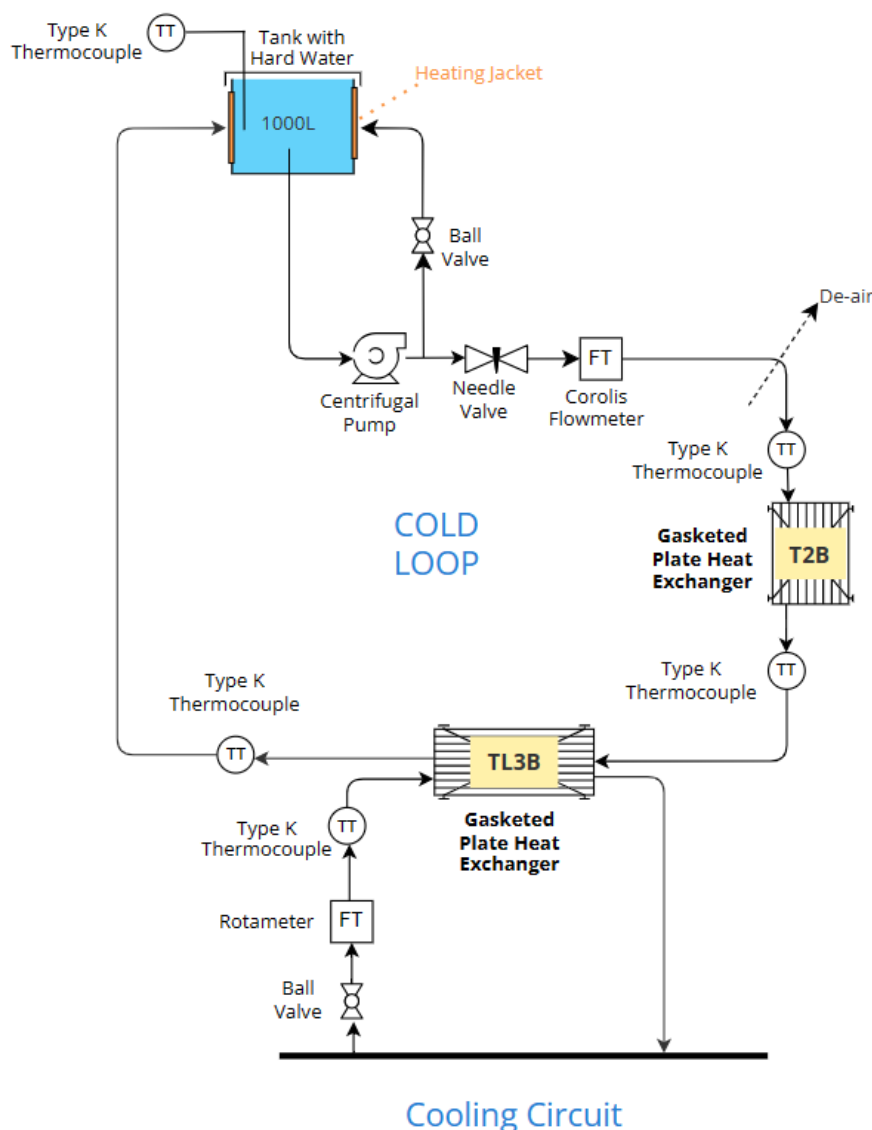 Type K
Thermocouple
TT
Tank with
Hard Water
Heating Jacket
1000L
Ball
Valve
De-air
Centrifugal
Pump
Needle
Valve
FT
Corolis
Flowmeter
Type K
Thermocouple
TT
COLD
LOOP
Gasketed
Plate Heat
Exchanger
T2B
Type K
Thermocouple
TT
Type K
Thermocouple
TT
TL3B
Gasketed
Plate Heat
Exchanger
Type K
Thermocouple
TT
Rotameter
FT
Ball
Valve
Cooling Circuit